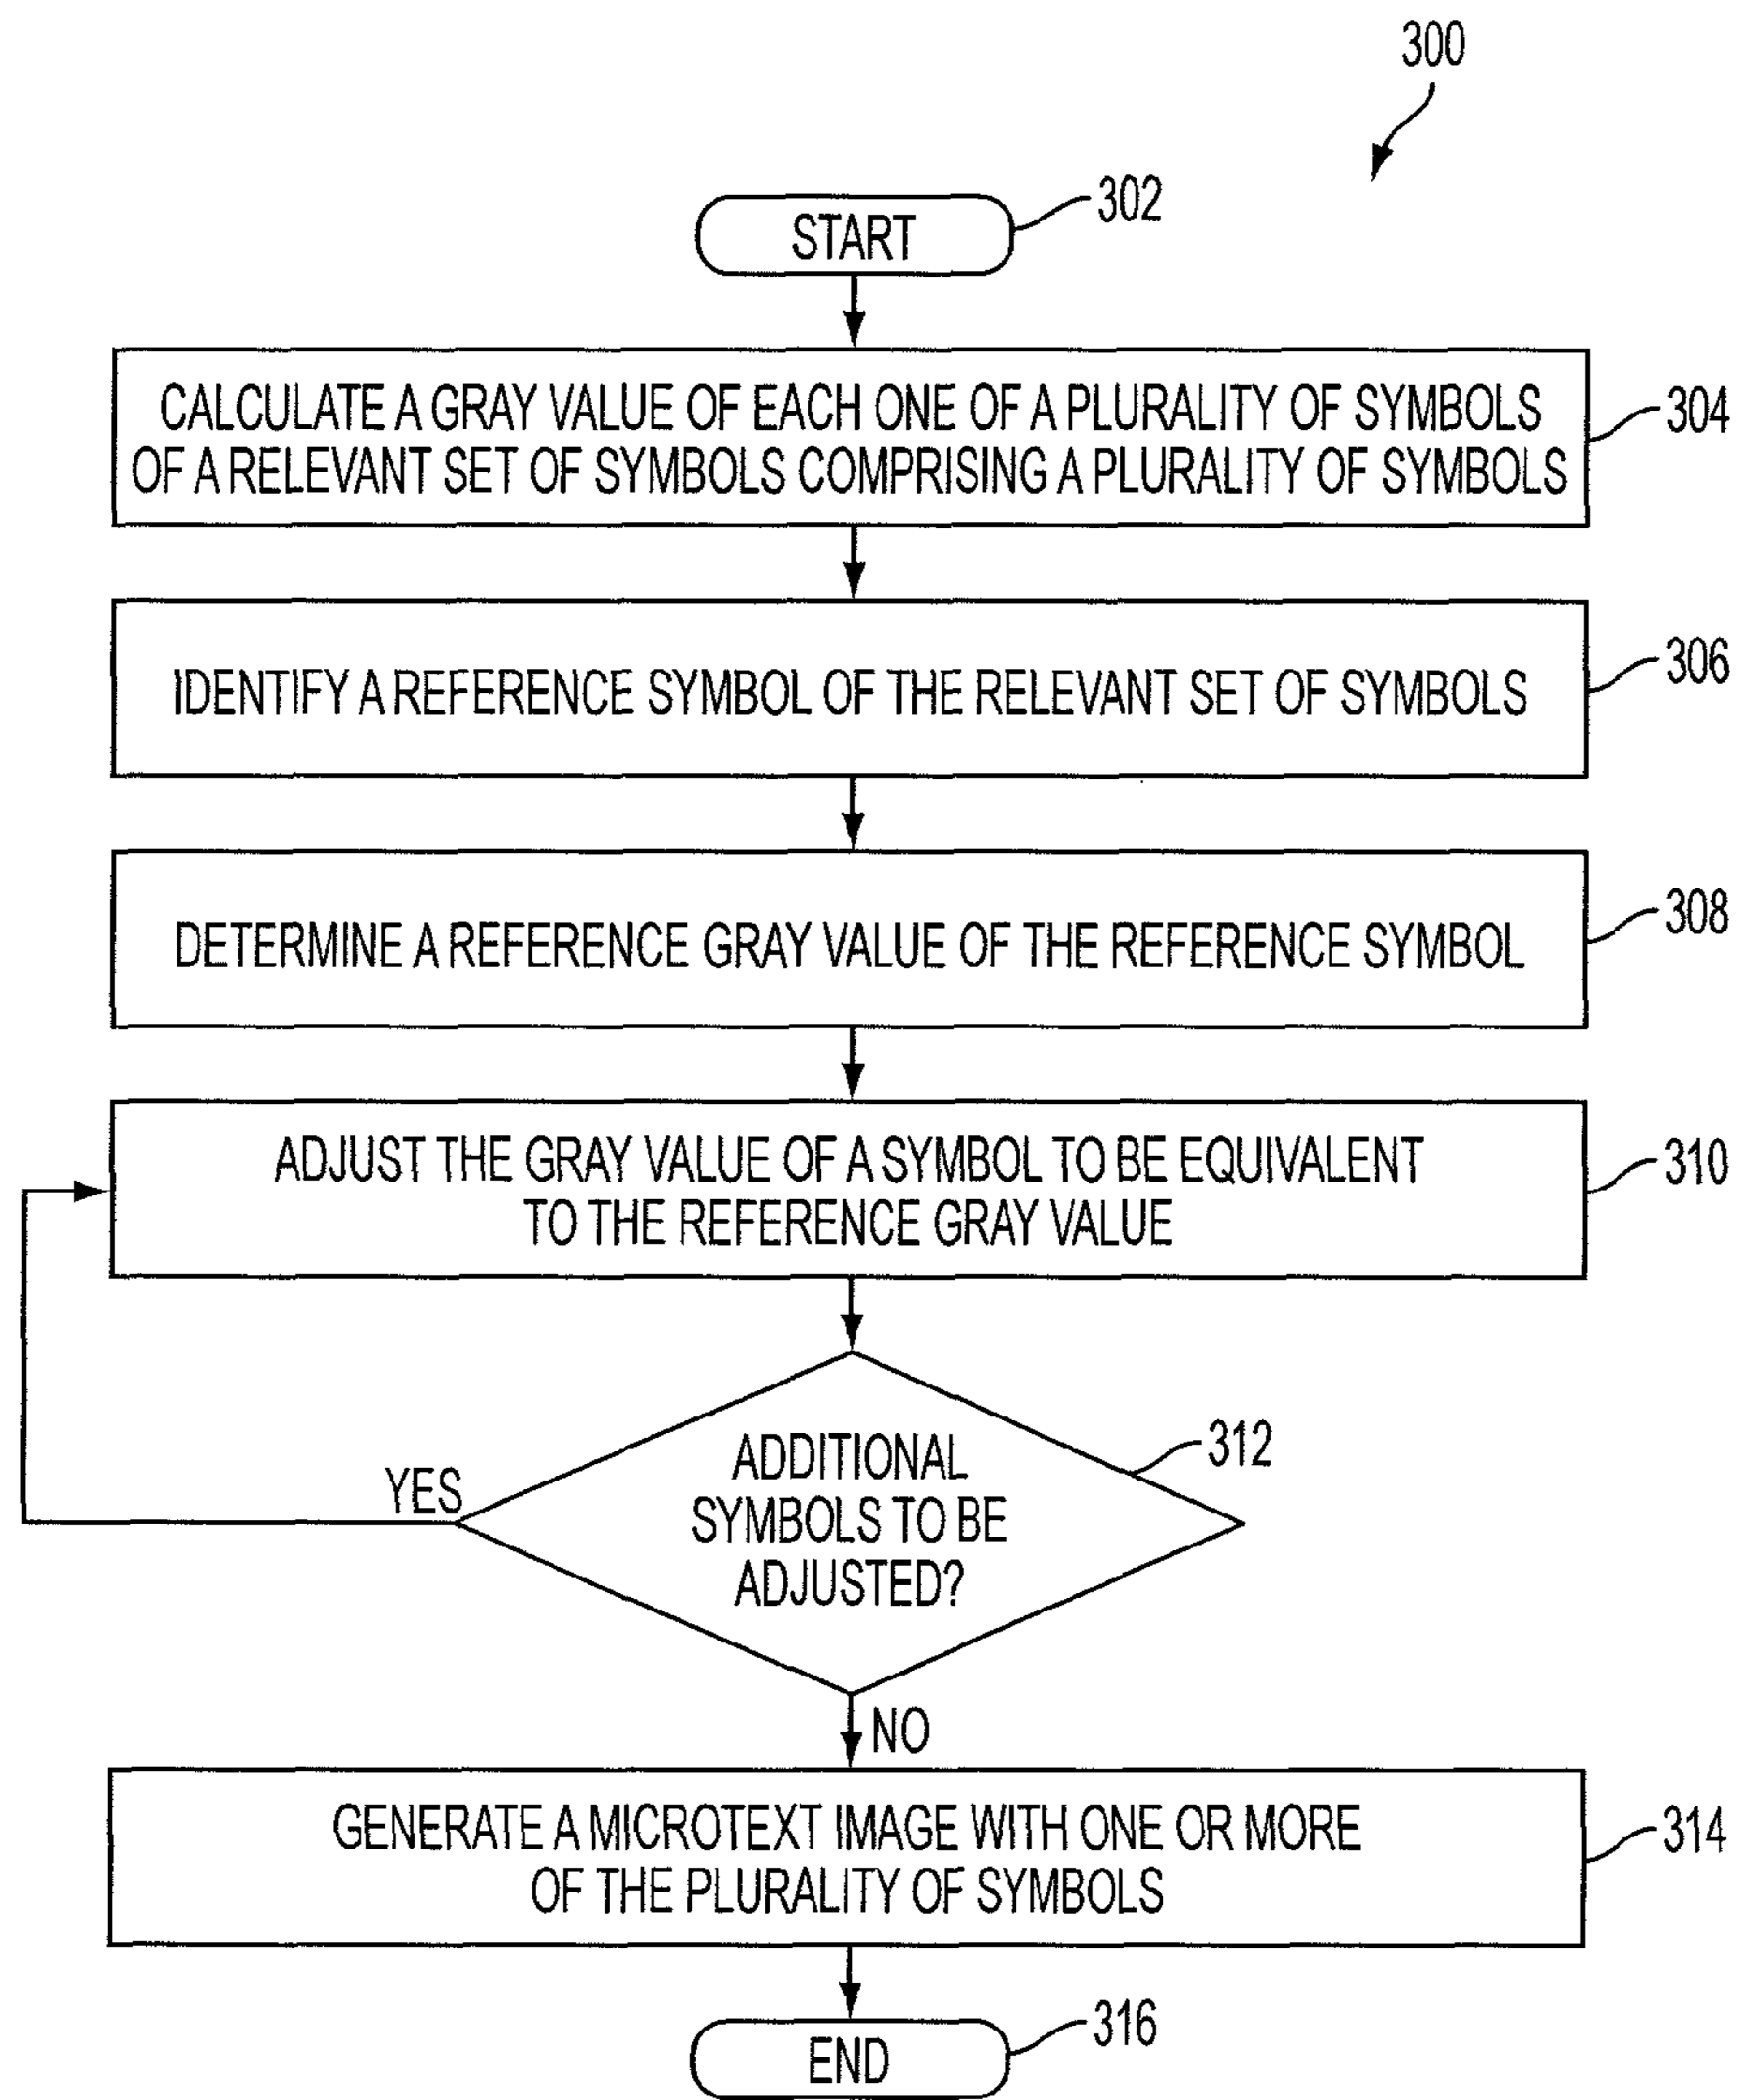 300
START
302
CALCULATE A GRAY VALUE OF EACH ONE OF A PLURALITY OF SYMBOLS
OF A RELEVANT SET OF SYMBOLS COMPRISING A PLURALITY OF SYMBOLS
304
IDENTIFY A REFERENCE SYMBOL OF THE RELEVANT SET OF SYMBOLS
306
DETERMINE A REFERENCE GRAY VALUE OF THE REFERENCE SYMBOL
308
ADJUST THE GRAY VALUE OF A SYMBOL TO BE EQUIVALENT
TO THE REFERENCE GRAY VALUE
310
ADDITIONAL
SYMBOLS TO BE
ADJUSTED?
312
YES
NO
GENERATE A MICROTEXT IMAGE WITH ONE OR MORE
OF THE PLURALITY OF SYMBOLS
314
END
316